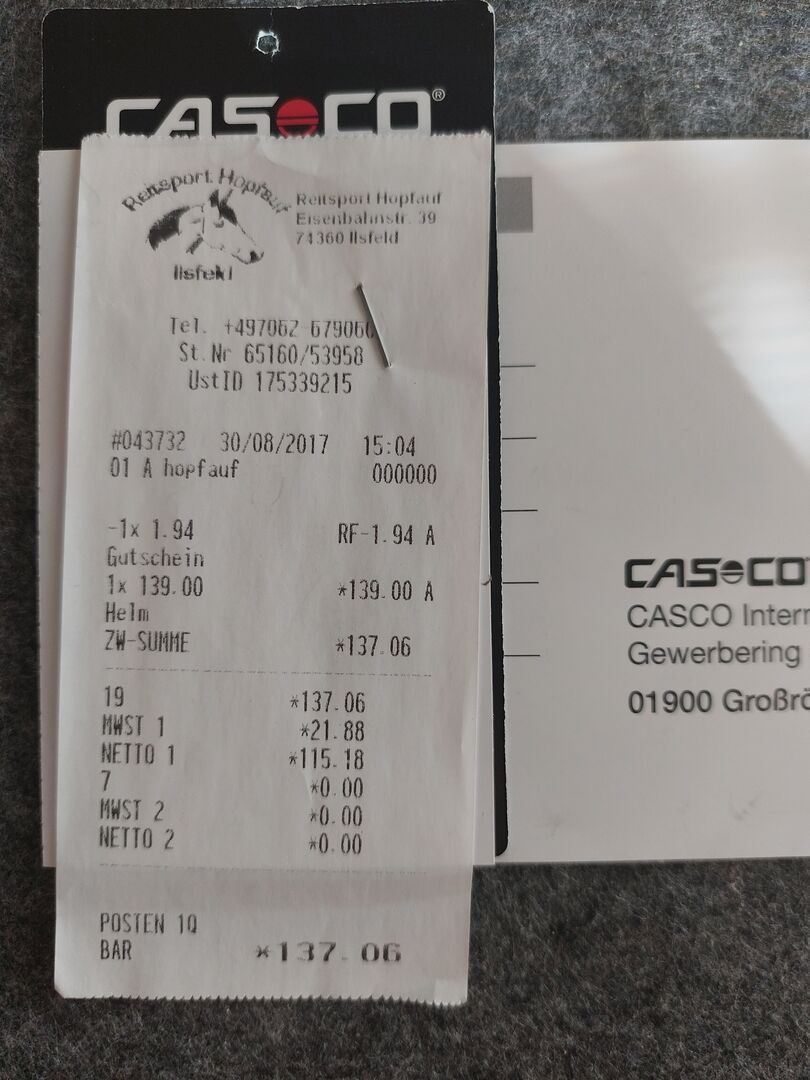 CASCO®
Reitsport Hopfauf
Ilsfeld
Reitsport Hopfauf
Eisenbahnstr. 39
74360 Ilsfeld
Tel. +497062 679060
St.Nr 65160/53958
UstID 175339215
#043732 30/08/2017 15:04
01 A hopfauf 000000
-1x 1.94 RF-1.94 A
Gutschein
1x 139.00 *139.00 A
Helm
ZW-SUMME *137.06
19 *137.06
MWST 1 *21.88
NETTO 1 *115.18
7 *0.00
MWST 2 *0.00
NETTO 2 *0.00
POSTEN 1Q
BAR *137.06
CASCO
CASCO Intern
Gewerbering
01900 Großrö